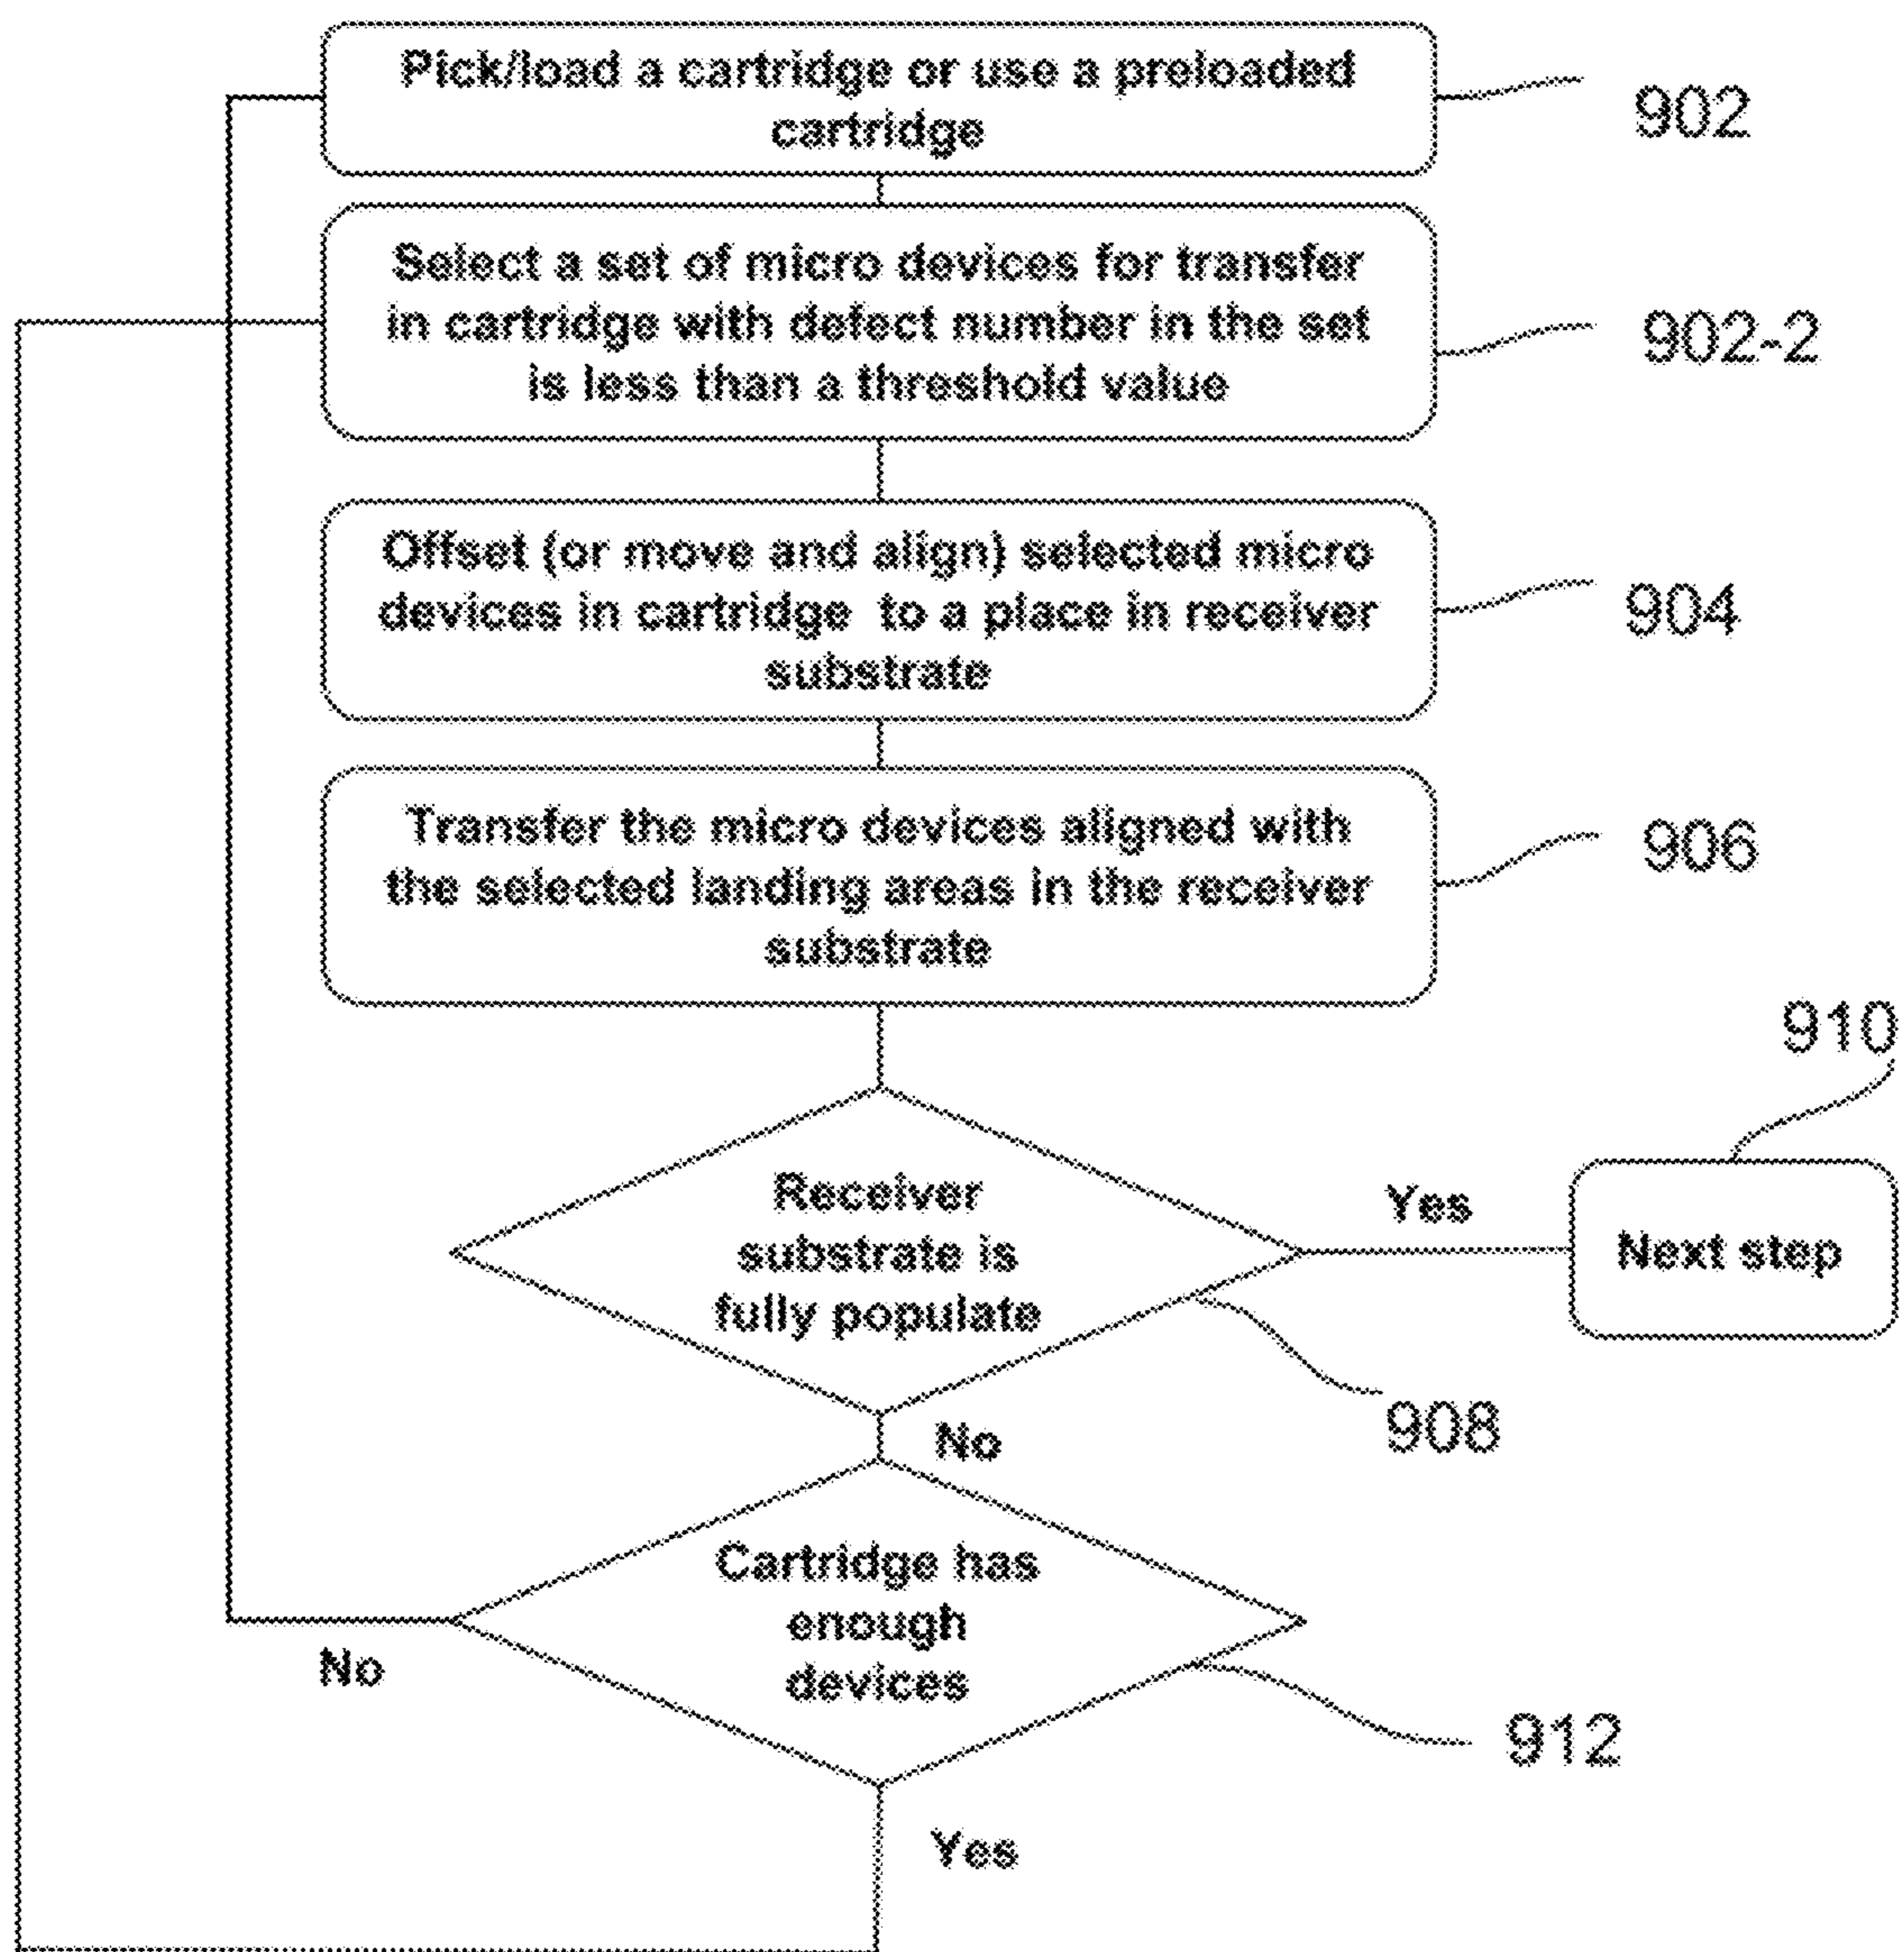 Pick/load a cartridge or use a preloaded
cartridge
902
Select a set of micro devices for transfer
in cartridge with defect number in the set
is less than a threshold value
902-2
Offset (or move and align) selected micro
devices in cartridge to a place in receiver
substrate
904
Transfer the micro devices aligned with
the selected landing areas in the receiver
substrate
906
910
Receiver
substrate is
fully populate
Yes
Next step
908
No
Cartridge has
enough
devices
No
912
Yes